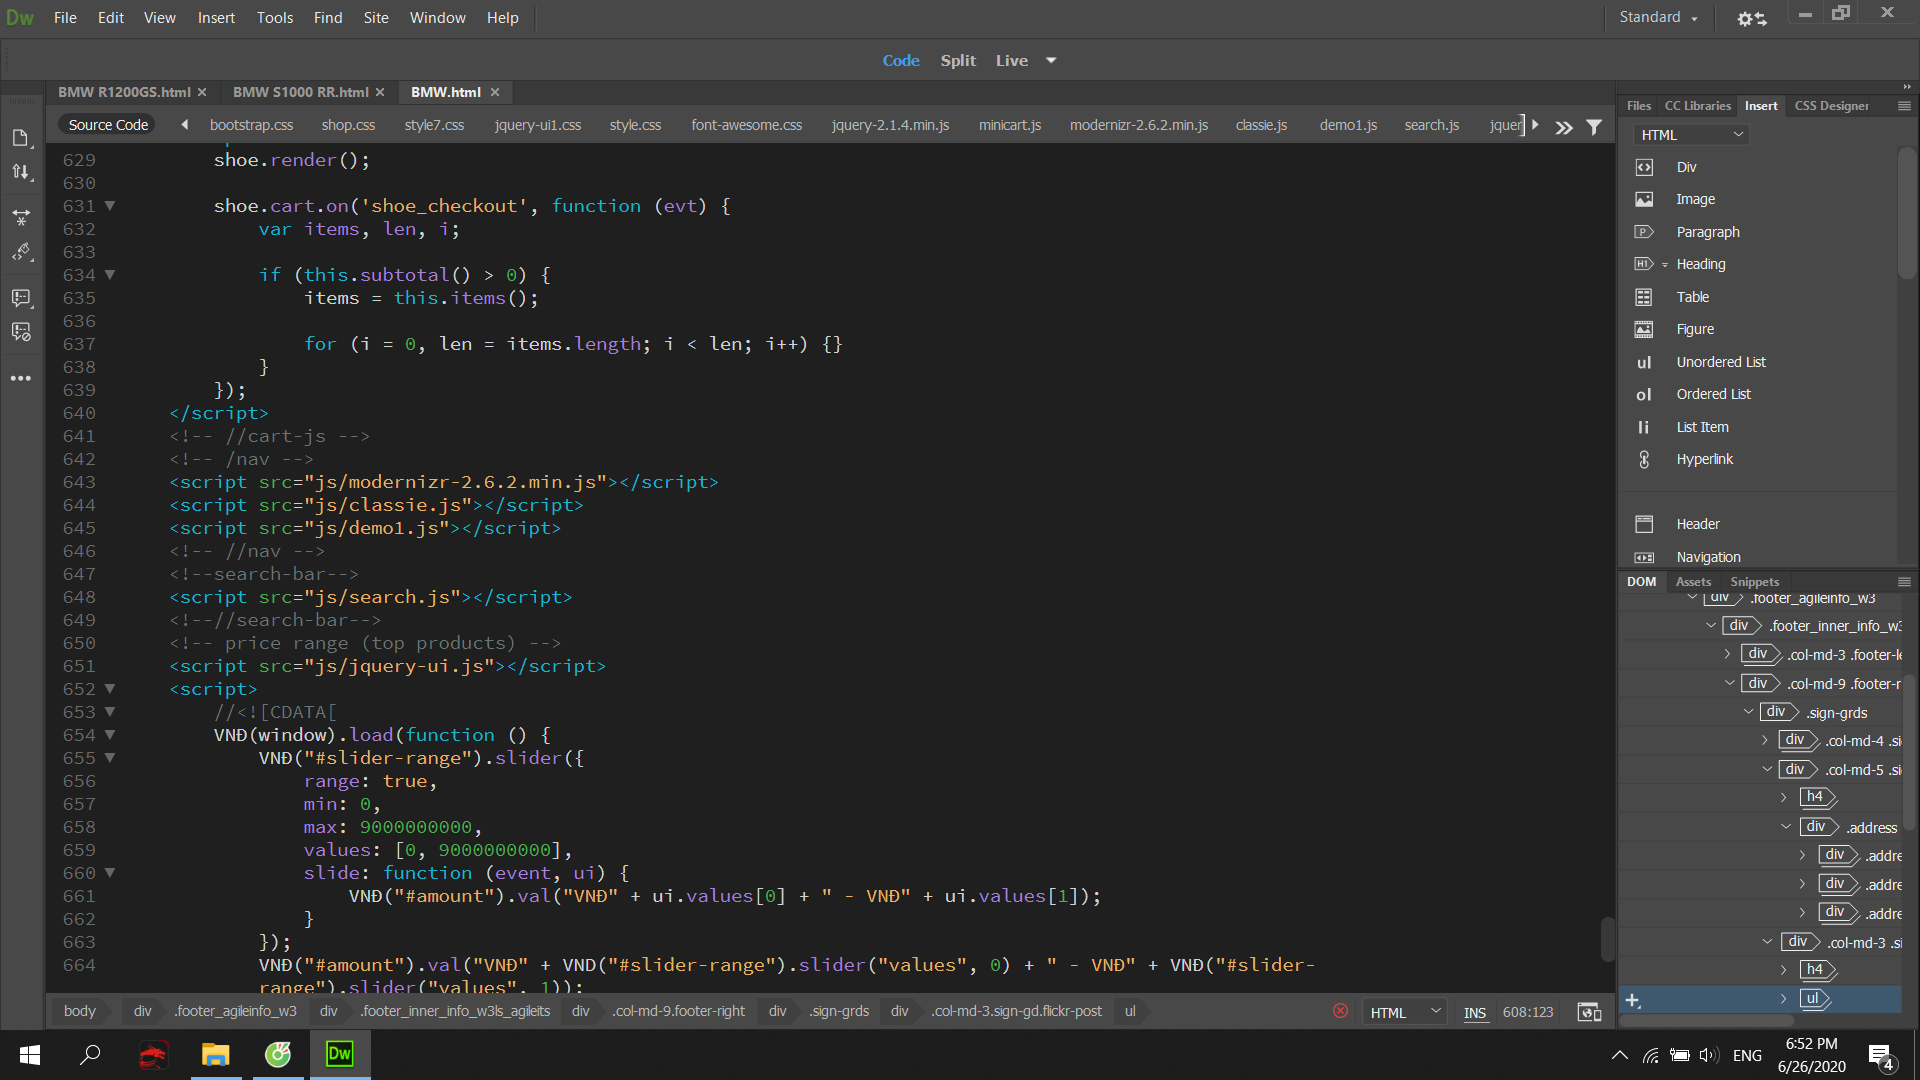 Dw File Edit View Insert Tools Find Site Window Help Standard
Code Split Live
BMW R1200GS.html BMW S1000 RR.html BMW.html
Source Code bootstrap.css shop.css style7.css jquery-ui1.css style.css font-awesome.css jquery-2.1.4.min.js minicart.js modernizr-2.6.2.min.js classie.js demo1.js search.js jquer
629 shoe.render();
630
631 shoe.cart.on('shoe_checkout', function (evt) {
632 var items, len, i;
633
634 if (this.subtotal() > 0) {
635 items = this.items();
636
637 for (i = 0, len = items.length; i < len; i++) {}
638 }
639 });
640 </script>
641 <!-- //cart-js -->
642 <!-- /nav -->
643 <script src="js/modernizr-2.6.2.min.js"></script>
644 <script src="js/classie.js"></script>
645 <script src="js/demo1.js"></script>
646 <!-- //nav -->
647 <!--search-bar-->
648 <script src="js/search.js"></script>
649 <!--//search-bar-->
650 <!-- price range (top products) -->
651 <script src="js/jquery-ui.js"></script>
652 <script>
653 //<![CDATA[
654 VNĐ(window).load(function () {
655 VNĐ("#slider-range").slider({
656 range: true,
657 min: 0,
658 max: 9000000000,
659 values: [0, 9000000000],
660 slide: function (event, ui) {
661 VNĐ("#amount").val("VNĐ" + ui.values[0] + " - VNĐ" + ui.values[1]);
662 }
663 });
664 VNĐ("#amount").val("VNĐ" + VND("#slider-range").slider("values", 0) + " - VNĐ" + VNĐ("#slider-
range").slider("values", 1));
body div .footer_agileinfo_w3 div .footer_inner_info_w3ls_agileits div .col-md-9.footer-right div .sign-grds div .col-md-3.sign-gd.flickr-post ul HTML INS 608:123
Files CC Libraries Insert CSS Designer
HTML
Div
Image
Paragraph
Heading
Table
Figure
ul Unordered List
ol Ordered List
li List Item
Hyperlink
Header
Navigation
DOM Assets Snippets
div .footer_agileinfo_w3
div .footer_inner_info_w3
div .col-md-3 .footer-le
div .col-md-9 .footer-r
div .sign-grds
div .col-md-4 .si
div .col-md-5 .si
h4
div .address
div .addre
div .addre
div .addre
div .col-md-3 .si
h4
ul
Dw ENG 6:52 PM
6/26/2020 4